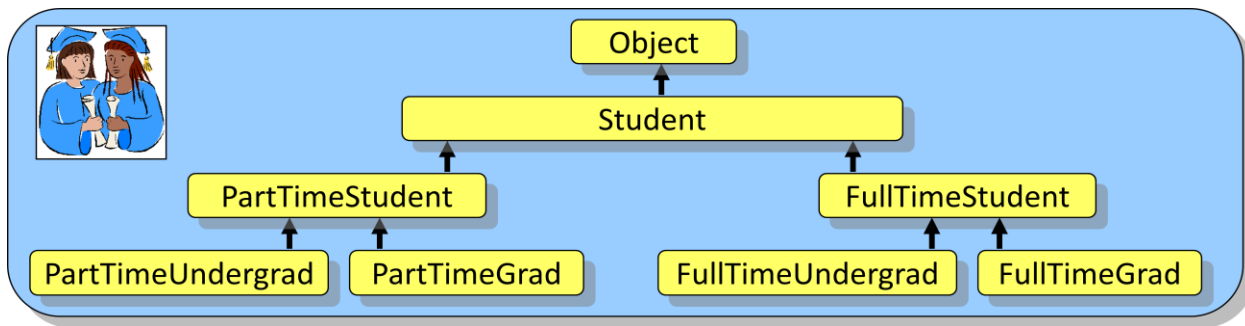 Object
Student
PartTimeStudent
FullTimeStudent
PartTimeUndergrad
PartTimeGrad
FullTimeUndergrad
FullTimeGrad